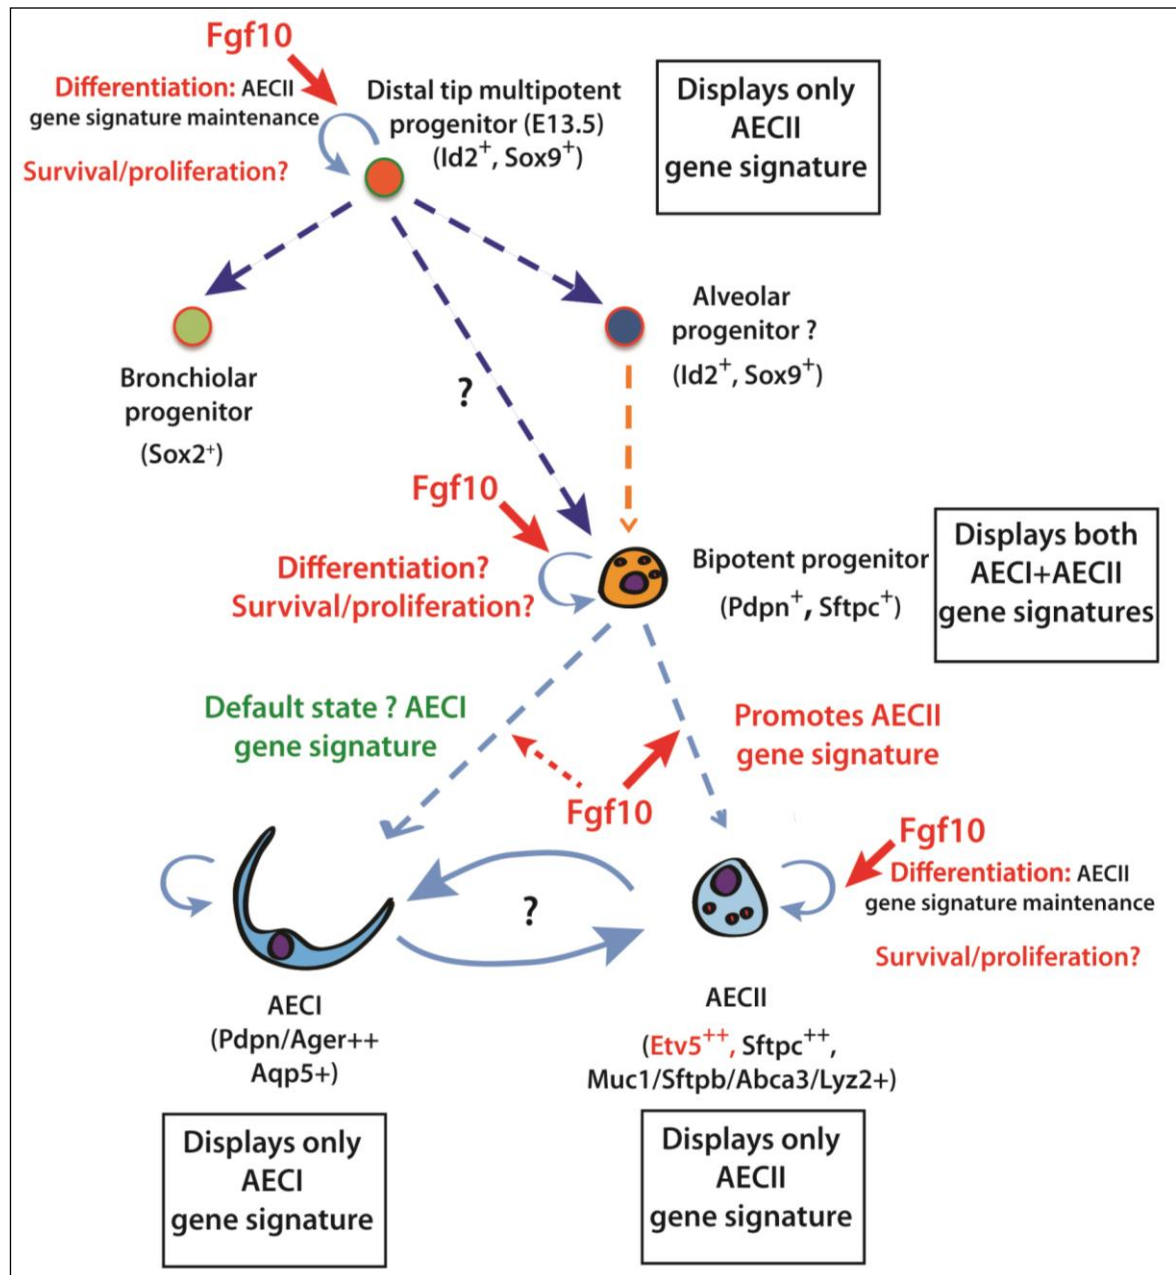 Fgf10
Differentiation: AECII
gene signature maintenance
Survival/proliferation?
Distal tip multipotent
progenitor (E13.5)
(Id2+, Sox9+)
Displays only
AECII
gene signature
Bronchiolar
progenitor
(Sox2+)
?
Alveolar
progenitor ?
(Id2+, Sox9+)
Fgf10
Differentiation?
Survival/proliferation?
Bipotent progenitor
(Pdpn+, Sftpc+)
Displays both
AECI+AECII
gene signatures
Default state ? AECI
gene signature
Fgf10
Promotes AECII
gene signature
Fgf10
Differentiation: AECII
gene signature maintenance
Survival/proliferation?
?
AECI
(Pdpn/Ager++
Aqp5+)
AECII
(Etv5++, Sftpc++,
Muc1/Sftpb/Abca3/Lyz2+)
Displays only
AECI
gene signature
Displays only
AECII
gene signature